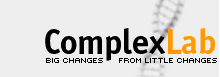 ComplexLab
BIG CHANGES FROM LITTLE CHANGES